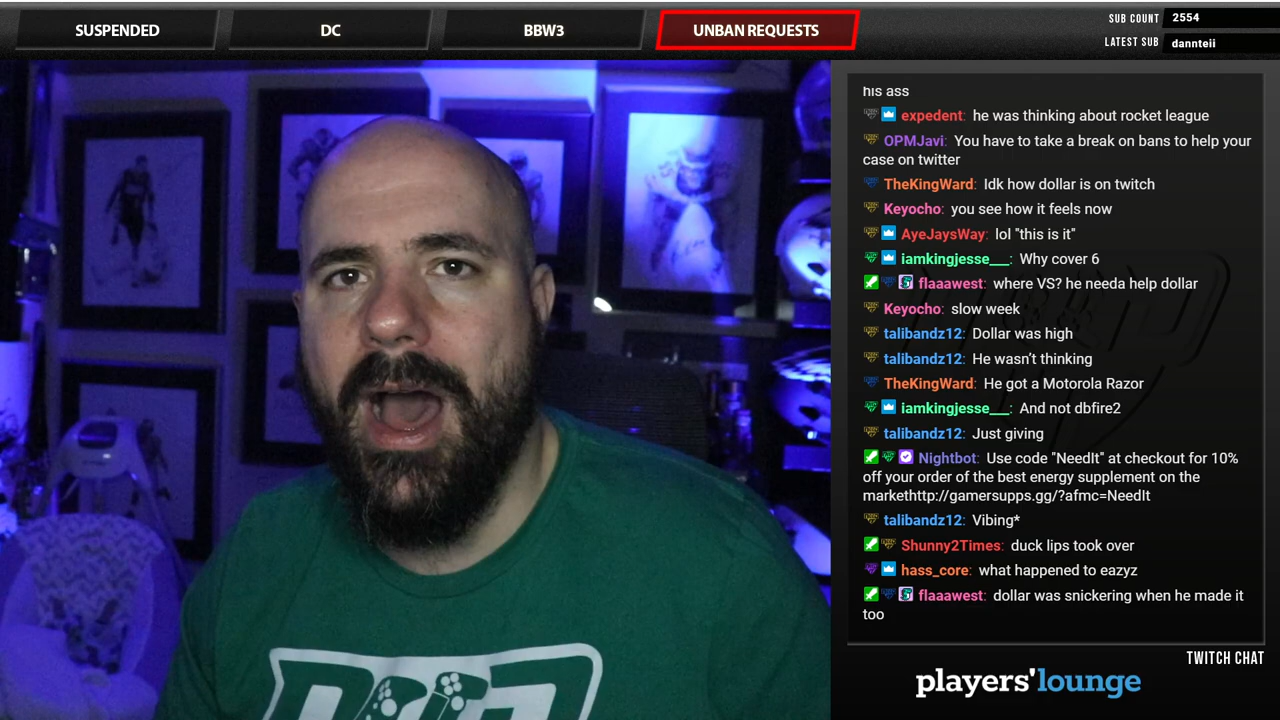 SUSPENDED
DC
BBW3
UNBAN REQUESTS
SUB COUNT 2554
LATEST SUB dannteii
his ass
expedent: he was thinking about rocket league
OPMJavi: You have to take a break on bans to help your
case on twitter
TheKingWard: Idk how dollar is on twitch
Keyocho: you see how it feels now
AyeJaysWay: lol "this is it"
iamkingjesse__: Why cover 6
flaaawest: where VS? he needa help dollar
Keyocho: slow week
talibandz12: Dollar was high
talibandz12: He wasn't thinking
TheKingWard: He got a Motorola Razor
iamkingjesse__: And not dbfire2
talibandz12: Just giving
Nightbot: Use code "NeedIt" at checkout for 10%
off your order of the best energy supplement on the
markethttp://gamersupps.gg/?afmc=NeedIt
talibandz12: Vibing*
Shunny2Times: duck lips took over
hass_core: what happened to eazyz
flaaawest: dollar was snickering when he made it
too
TWITCH CHAT
players'lounge